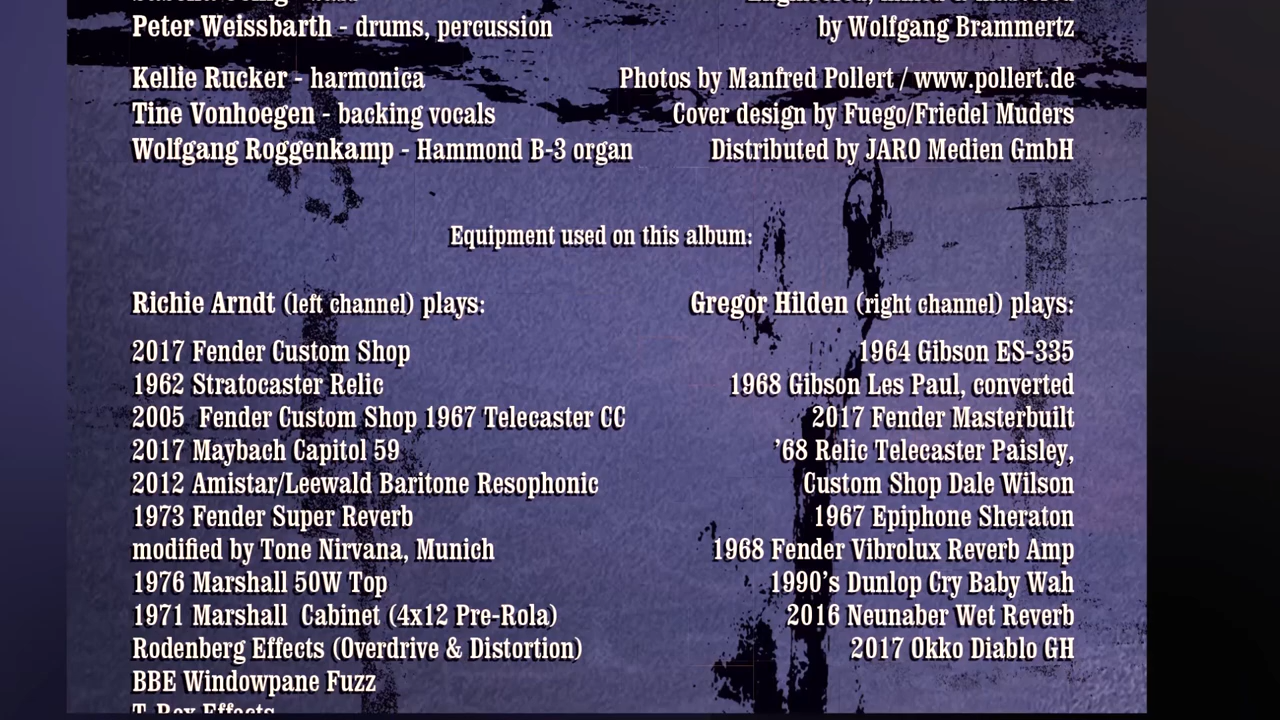 Peter Weissbarth - drums, percussion
Kellie Rucker - harmonica
Tine Vonhoegen - backing vocals
Wolfgang Roggenkamp - Hammond B-3 organ
Engineered, mixed & mastered
by Wolfgang Brammertz
Photos by Manfred Pollert / www.pollert.de
Cover design by Fuego/Friedel Muders
Distributed by JARO Medien GmbH
Equipment used on this album:
Richie Arndt (left channel) plays:
2017 Fender Custom Shop
1962 Stratocaster Relic
2005 Fender Custom Shop 1967 Telecaster CC
2017 Maybach Capitol 59
2012 Amistar/Leewald Baritone Resophonic
1973 Fender Super Reverb
modified by Tone Nirvana, Munich
1976 Marshall 50W Top
1971 Marshall Cabinet (4x12 Pre-Rola)
Rodenberg Effects (Overdrive & Distortion)
BBE Windowpane Fuzz
T-Rex Effects
Gregor Hilden (right channel) plays:
1964 Gibson ES-335
1968 Gibson Les Paul, converted
2017 Fender Masterbuilt
’68 Relic Telecaster Paisley,
Custom Shop Dale Wilson
1967 Epiphone Sheraton
1968 Fender Vibrolux Reverb Amp
1990’s Dunlop Cry Baby Wah
2016 Neunaber Wet Reverb
2017 Okko Diablo GH